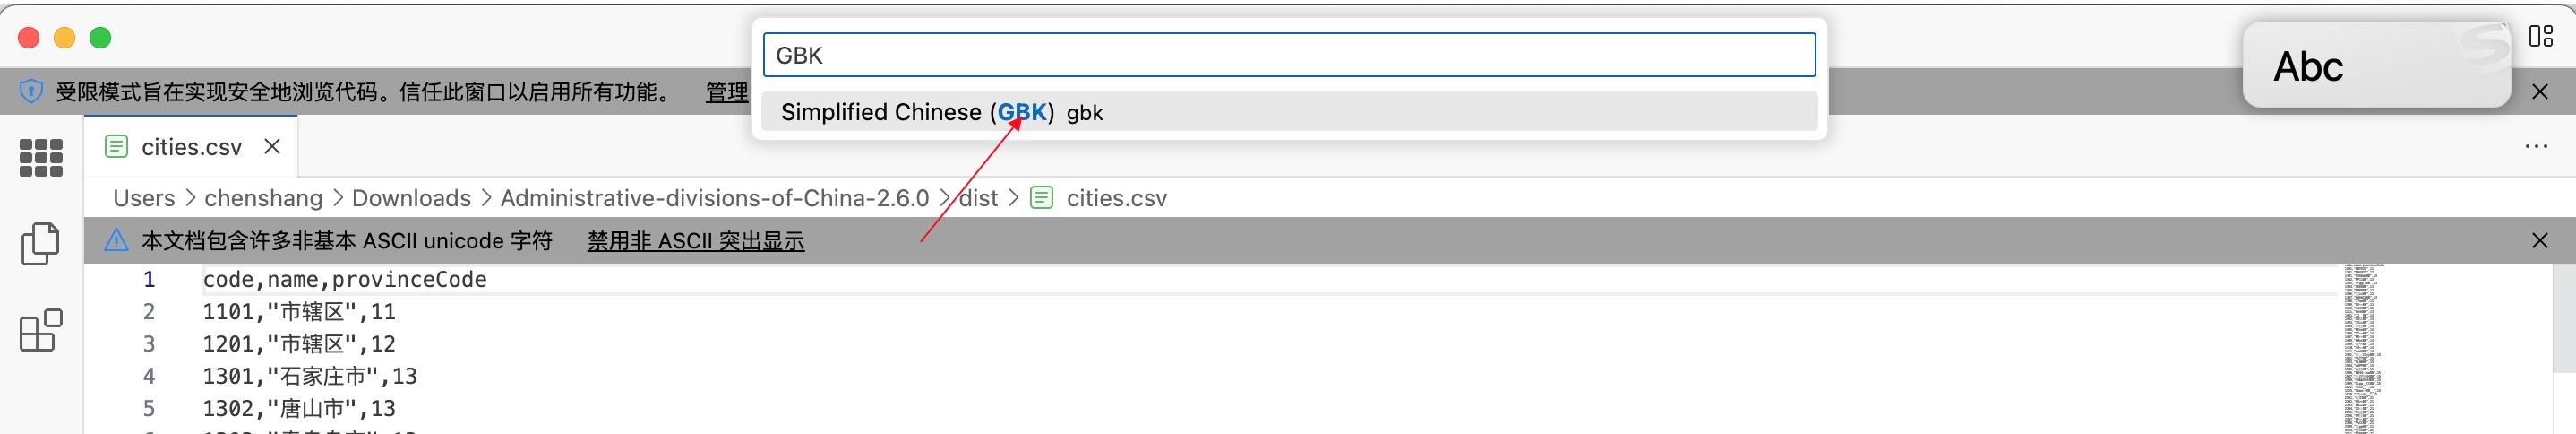 GBK
Abc
受限模式旨在实现安全地浏览代码。信任此窗口以启用所有功能。 管理
Simplified Chinese (GBK) gbk
cities.csv
Users > chenshang > Downloads > Administrative-divisions-of-China-2.6.0 > dist > cities.csv
本文档包含许多非基本 ASCII unicode 字符 禁用非 ASCII 突出显示
1 code,name,provinceCode
2 1101,"市辖区",11
3 1201,"市辖区",12
4 1301,"石家庄市",13
5 1302,"唐山市",13